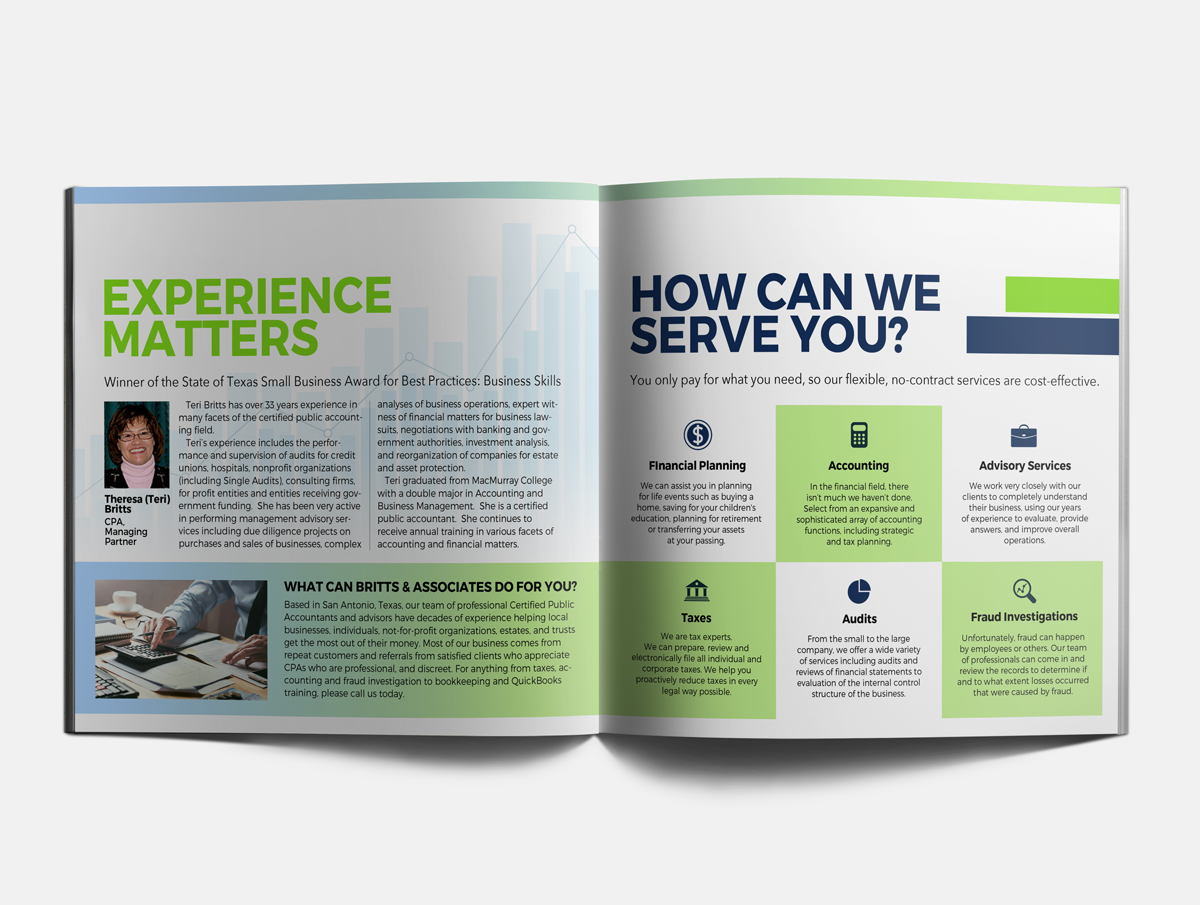 EXPERIENCE
MATTERS
Winner of the State of Texas Small Business Award for Best Practices: Business Skills
Theresa (Teri)
Britts
CPA,
Managing
Partner
Teri Britts has over 33 years experience in
many facets of the certified public account-
ing field.
Teri's experience includes the perfor-
mance and supervision of audits for credit
unions, hospitals, nonprofit organizations
(including Single Audits), consulting firms,
for profit entities and entities receiving gov-
ernment funding. She has been very active
in performing management advisory ser-
vices including due diligence projects on
purchases and sales of businesses, complex
analyses of business operations, expert wit-
ness of financial matters for business law-
suits, negotiations with banking and gov-
ernment authorities, investment analysis,
and reorganization of companies for estate
and asset protection.
Teri graduated from MacMurray College
with a double major in Accounting and
Business Management. She is a certified
public accountant. She continues to
receive annual training in various facets of
accounting and financial matters.
WHAT CAN BRITTS & ASSOCIATES DO FOR YOU?
Based in San Antonio, Texas, our team of professional Certified Public
Accountants and advisors have decades of experience helping local
businesses, individuals, not-for-profit organizations, estates, and trusts
get the most out of their money. Most of our business comes from
repeat customers and referrals from satisfied clients who appreciate
CPAs who are professional, and discreet. For anything from taxes, ac-
counting and fraud investigation to bookkeeping and QuickBooks
training, please call us today.
HOW CAN WE
SERVE YOU?
You only pay for what you need, so our flexible, no-contract services are cost-effective.
$
FInancial Planning
We can assist you in planning
for life events such as buying a
home, saving for your children's
education, planning for retirement
or transferring your assets
at your passing.
Accounting
In the financial field, there
isn't much we haven't done.
Select from an expansive and
sophisticated array of accounting
functions, including strategic
and tax planning.
Advisory Services
We work very closely with our
clients to completely understand
their business, using our years
of experience to evaluate, provide
answers, and improve overall
operations.
Taxes
We are tax experts.
We can prepare, review and
electronically file all individual and
corporate taxes. We help you
proactively reduce taxes in every
legal way possible.
Audits
From the small to the large
company, we offer a wide variety
of services including audits and
reviews of financial statements to
evaluation of the internal control
structure of the business.
Fraud Investigations
Unfortunately, fraud can happen
by employees or others. Our team
of professionals can come in and
review the records to determine if
and to what extent losses occurred
that were caused by fraud.